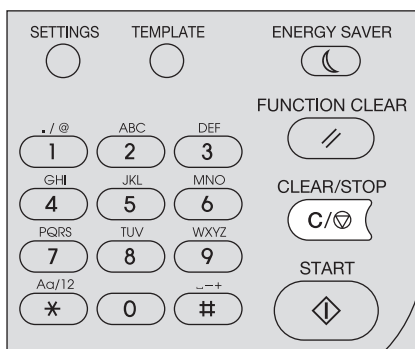 SETTINGS TEMPLATE ENERGY SAVER
FUNCTION CLEAR
. / @ ABC DEF
1 2 3
GHI JKL MNO
4 5 6
CLEAR/STOP
C/
PQRS TUV WXYZ
7 8 9
START
Aa/12 _–+
* 0 #